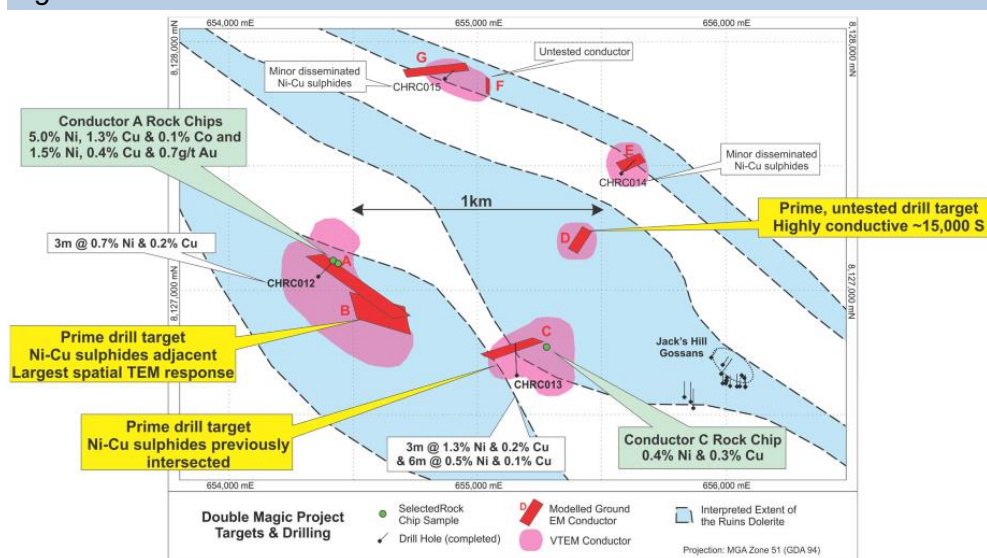 654,000 mE
655,000 mE
656,000 mE
8,128,000 mN
8,128,000 mN
G
Untested conductor
Minor disseminated
Ni-Cu sulphides
CHRC015
F
Conductor A Rock Chips
5.0% Ni, 1.3% Cu & 0.1% Co and
1.5% Ni, 0.4% Cu & 0.7g/t Au
E
CHRC014
Minor disseminated
Ni-Cu sulphides
1km
Prime, untested drill target
Highly conductive ~15,000 S
D
3m @ 0.7% Ni & 0.2% Cu
A
CHRC012
8,127,000 mN
8,127,000 mN
B
Prime drill target
Ni-Cu sulphides adjacent
Largest spatial TEM response
C
Jack's Hill
Gossans
CHRC013
Prime drill target
Ni-Cu sulphides previously
intersected
3m @ 1.3% Ni & 0.2% Cu
& 6m @ 0.5% Ni & 0.1% Cu
Conductor C Rock Chip
0.4% Ni & 0.3% Cu
654,000 mE
655,000 mE
656,000 mE
Double Magic Project
Targets & Drilling
SelectedRock
Chip Sample
Drill Hole (completed)
D
Modelled Ground
EM Conductor
VTEM Conductor
Interpreted Extent of
the Ruins Dolerite
Projection: MGA Zone 51 (GDA 94)